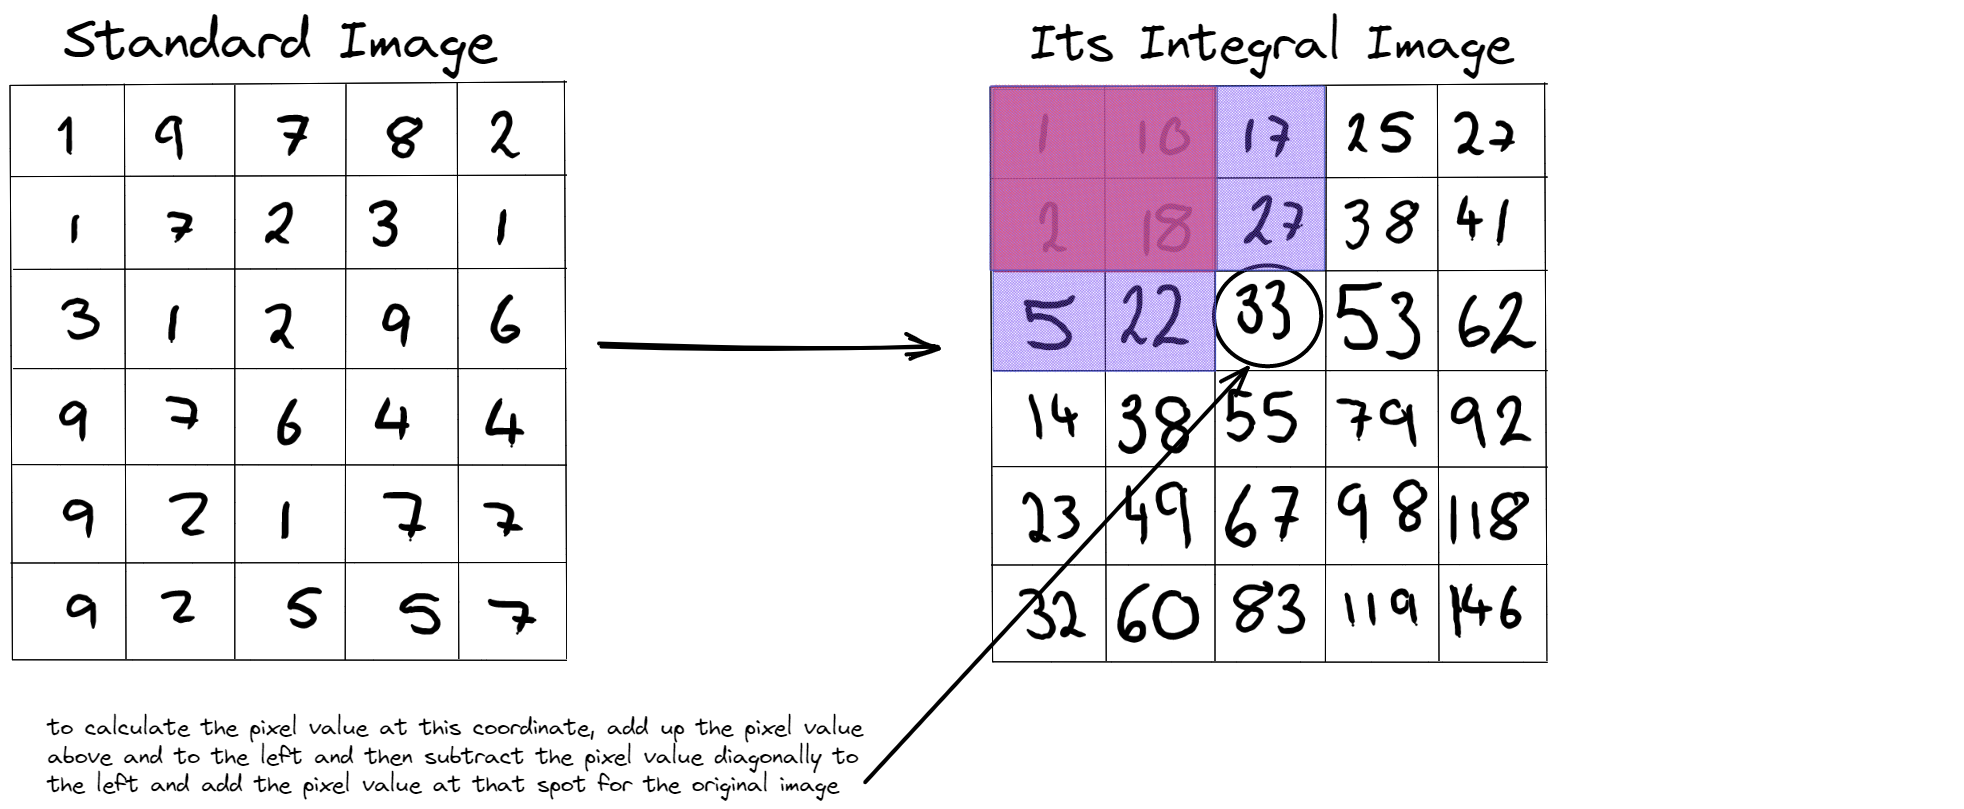 Standard Image
1 9 7 8 2
1 7 2 3 1
3 1 2 9 6
9 7 6 4 4
9 2 1 7 7
9 2 5 5 7
Its Integral Image
1 10 17 25 27
2 18 27 38 41
5 22 33 53 62
14 38 55 79 92
23 49 67 98 118
32 60 83 119 146
to calculate the pixel value at this coordinate, add up the pixel value
above and to the left and then subtract the pixel value diagonally to
the left and add the pixel value at that spot for the original image